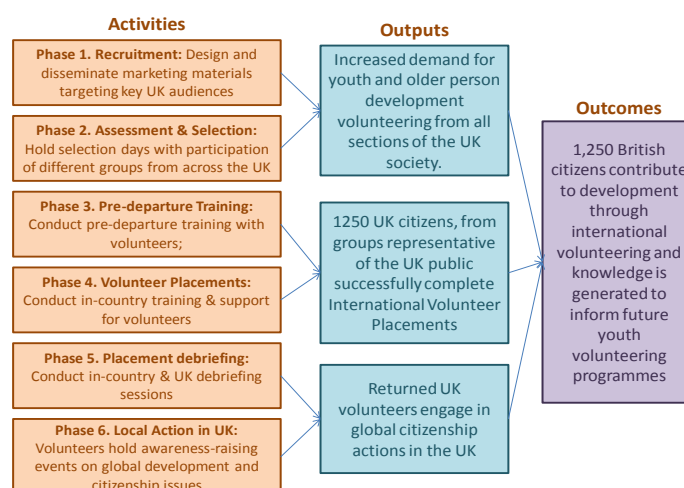 Activities
Phase 1. Recruitment: Design and
disseminate marketing materials
targeting key UK audiences
Phase 2. Assessment & Selection:
Hold selection days with participation
of different groups from across the UK
Phase 3. Pre-departure Training:
Conduct pre-departure training with
volunteers;
Phase 4. Volunteer Placements:
Conduct in-country training & support
for volunteers
Phase 5. Placement debriefing:
Conduct in-country & UK debriefing
sessions
Phase 6. Local Action in UK:
Volunteers hold awareness-raising
events on global development and
citizenship issues
Outputs
Increased demand for
youth and older person
development
volunteering from all
sections of the UK
society.
1250 UK citizens, from
groups representative
of the UK public
successfully complete
International Volunteer
Placements
Returned UK
volunteers engage in
global citizenship
actions in the UK
Outcomes
1,250 British
citizens contribute
to development
through
international
volunteering and
knowledge is
generated to
inform future
youth
volunteering
programmes